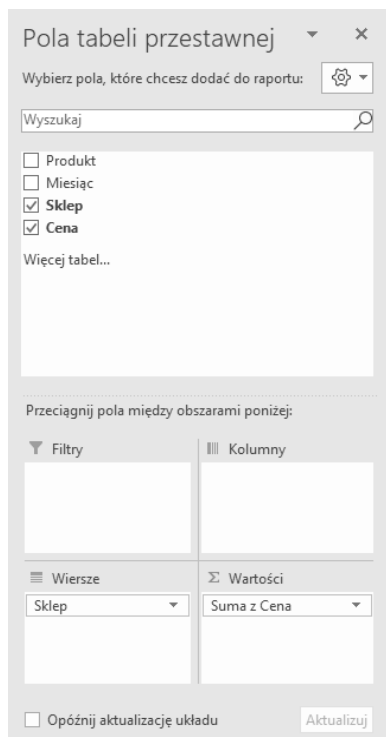 Pola tabeli przestawnej
Wybierz pola, które chcesz dodać do raportu:
Wyszukaj
Produkt
Miesiąc
Sklep
Cena
Więcej tabel...
Przeciągnij pola między obszarami poniżej:
Filtry
Kolumny
Wiersze
Σ Wartości
Sklep
Suma z Cena
Opóźnij aktualizację układu
Aktualizuj